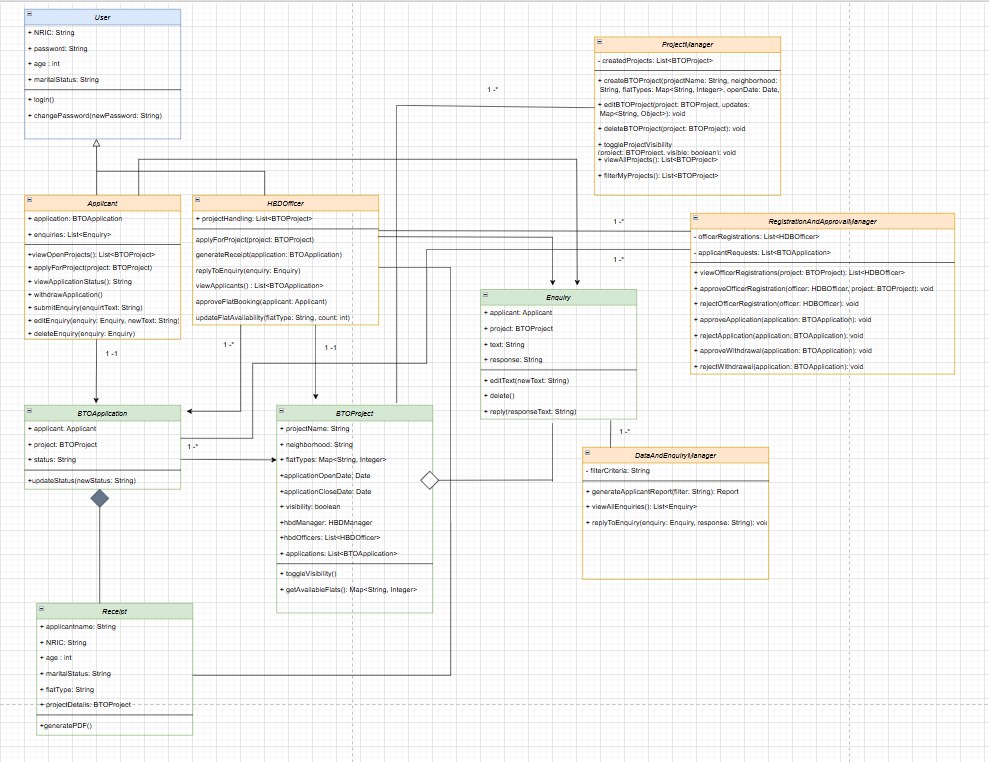 User
+ NRIC: String
+ password: String
+ age : int
+ maritalStatus: String
+ login()
+ changePassword(newPassword: String)
ProjectManager
- createdProjects: List<BTOProject>
+ createBTOProject(projectName: String, neighborhood:
String, flatTypes: Map<String, Integer>, openDate: Date,
+ editBTOProject(project: BTOProject, updates:
Map<String, Object>): void
+ deleteBTOProject(project: BTOProject): void
+ toggleProjectVisibility
(project: BTOProject, visible: boolean): void
+ viewAllProjects(): List<BTOProject>
+ filterMyProjects(): List<BTOProject>
1 -*
Applicant
+ application: BTOApplication
+ enquiries: List<Enquiry>
+viewOpenProjects(): List<BTOProject>
+ applyForProject(project: BTOProject)
+ viewApplicationStatus(): String
+ withdrawApplication()
+ submitEnquiry(enquirtText: String)
+ editEnquiry(enquiry: Enquiry, newText: String)
+ deleteEnquiry(enquiry: Enquiry)
HBDOfficer
+ projectHandling: List<BTOProject>
applyForProject(project: BTOProject)
generateReceipt(application: BTOApplication)
replyToEnquiry(enquiry: Enquiry)
viewApplicants() : List<BTOApplication>
approveFlatBooking(applicant: Applicant)
updateFlatAvailability(flatType: String, count: int)
1 -*
1 -*
RegistrationAndApprovalManager
- officerRegistrations: List<HDBOfficer>
- applicantRequests: List<BTOApplication>
+ viewOfficerRegistrations(project: BTOProject): List<HDBOfficer>
+ approveOfficerRegistration(officer: HDBOfficer, project: BTOProject): void
+ rejectOfficerRegistration(officer: HDBOfficer): void
+ approveApplication(application: BTOApplication): void
+ rejectApplication(application: BTOApplication): void
+ approveWithdrawal(application: BTOApplication): void
+ rejectWithdrawal(application: BTOApplication): void
Enquiry
+ applicant: Applicant
+ project: BTOProject
+ text: String
+ response: String
+ editText(newText: String)
+ delete()
+ reply(responseText: String)
1 -1
1 -*
1 -1
BTOApplication
+ applicant: Applicant
+ project: BTOProject
+ status: String
+updateStatus(newStatus: String)
1 -*
BTOProject
+ projectName: String
+ neighborhood: String
+ flatTypes: Map<String, Integer>
+applicationOpenDate: Date
+applicationCloseDate: Date
+ visibility: boolean
+hbdManager: HBDManager
+hbdOfficers: List<HBDOfficer>
+ applications: List<BTOApplication>
+ toggleVisibility()
+ getAvailableFlats(): Map<String, Integer>
1 -*
DataAndEnquiryManager
- filterCriteria: String
+ generateApplicantReport(filter: String): Report
+ viewAllEnquiries(): List<Enquiry>
+ replyToEnquiry(enquiry: Enquiry, response: String): voi
Receipt
+ applicantname: String
+ NRIC: String
+ age : int
+ maritalStatus: String
+ flatType: String
+ projectDetails: BTOProject
+generatePDF()